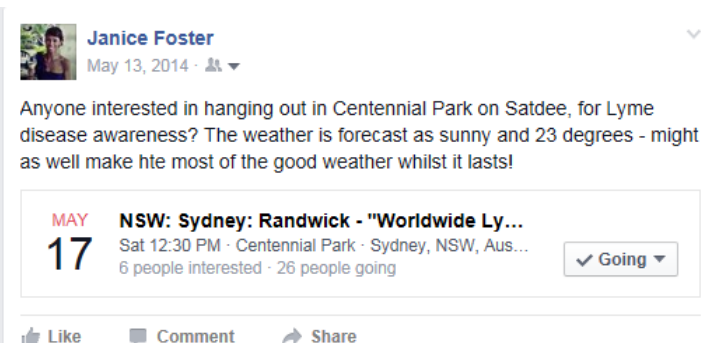 Janice Foster
May 13, 2014 ·
Anyone interested in hanging out in Centennial Park on Satdee, for Lyme
disease awareness? The weather is forecast as sunny and 23 degrees - might
as well make hte most of the good weather whilst it lasts!
MAY
17
NSW: Sydney: Randwick - "Worldwide Ly...
Sat 12:30 PM · Centennial Park · Sydney, NSW, Aus...
6 people interested · 26 people going
Going
Like Comment Share